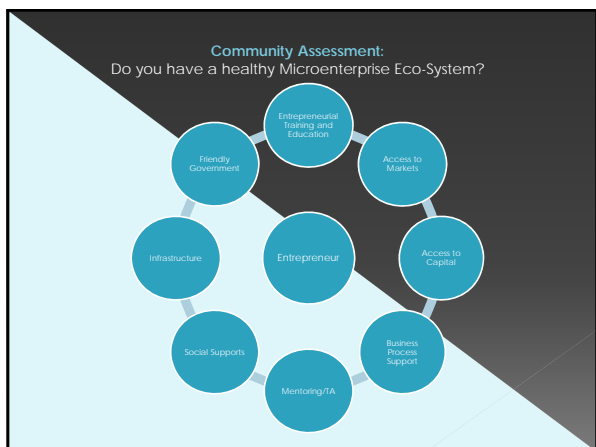 Community Assessment:
Do you have a healthy Microenterprise Eco-System?
Entrepreneurial
Training and
Education
Access to
Markets
Access to
Capital
Business
Process
Support
Mentoring/TA
Social Supports
Infrastructure
Friendly
Government
Entrepreneur